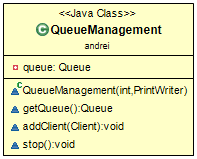 <<Java Class>>
QueueManagement
andrei
queue: Queue
QueueManagement(int,PrintWriter)
getQueue():Queue
addClient(Client):void
stop():void